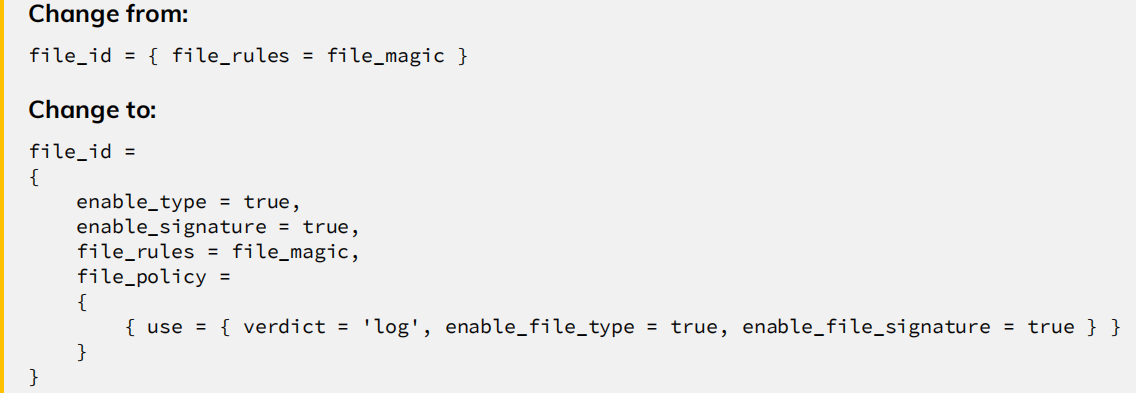 Change from:
file_id = { file_rules = file_magic }
Change to:
file_id =
{
    enable_type = true,
    enable_signature = true,
    file_rules = file_magic,
    file_policy =
    {
        { use = { verdict = 'log', enable_file_type = true, enable_file_signature = true } }
    }
}